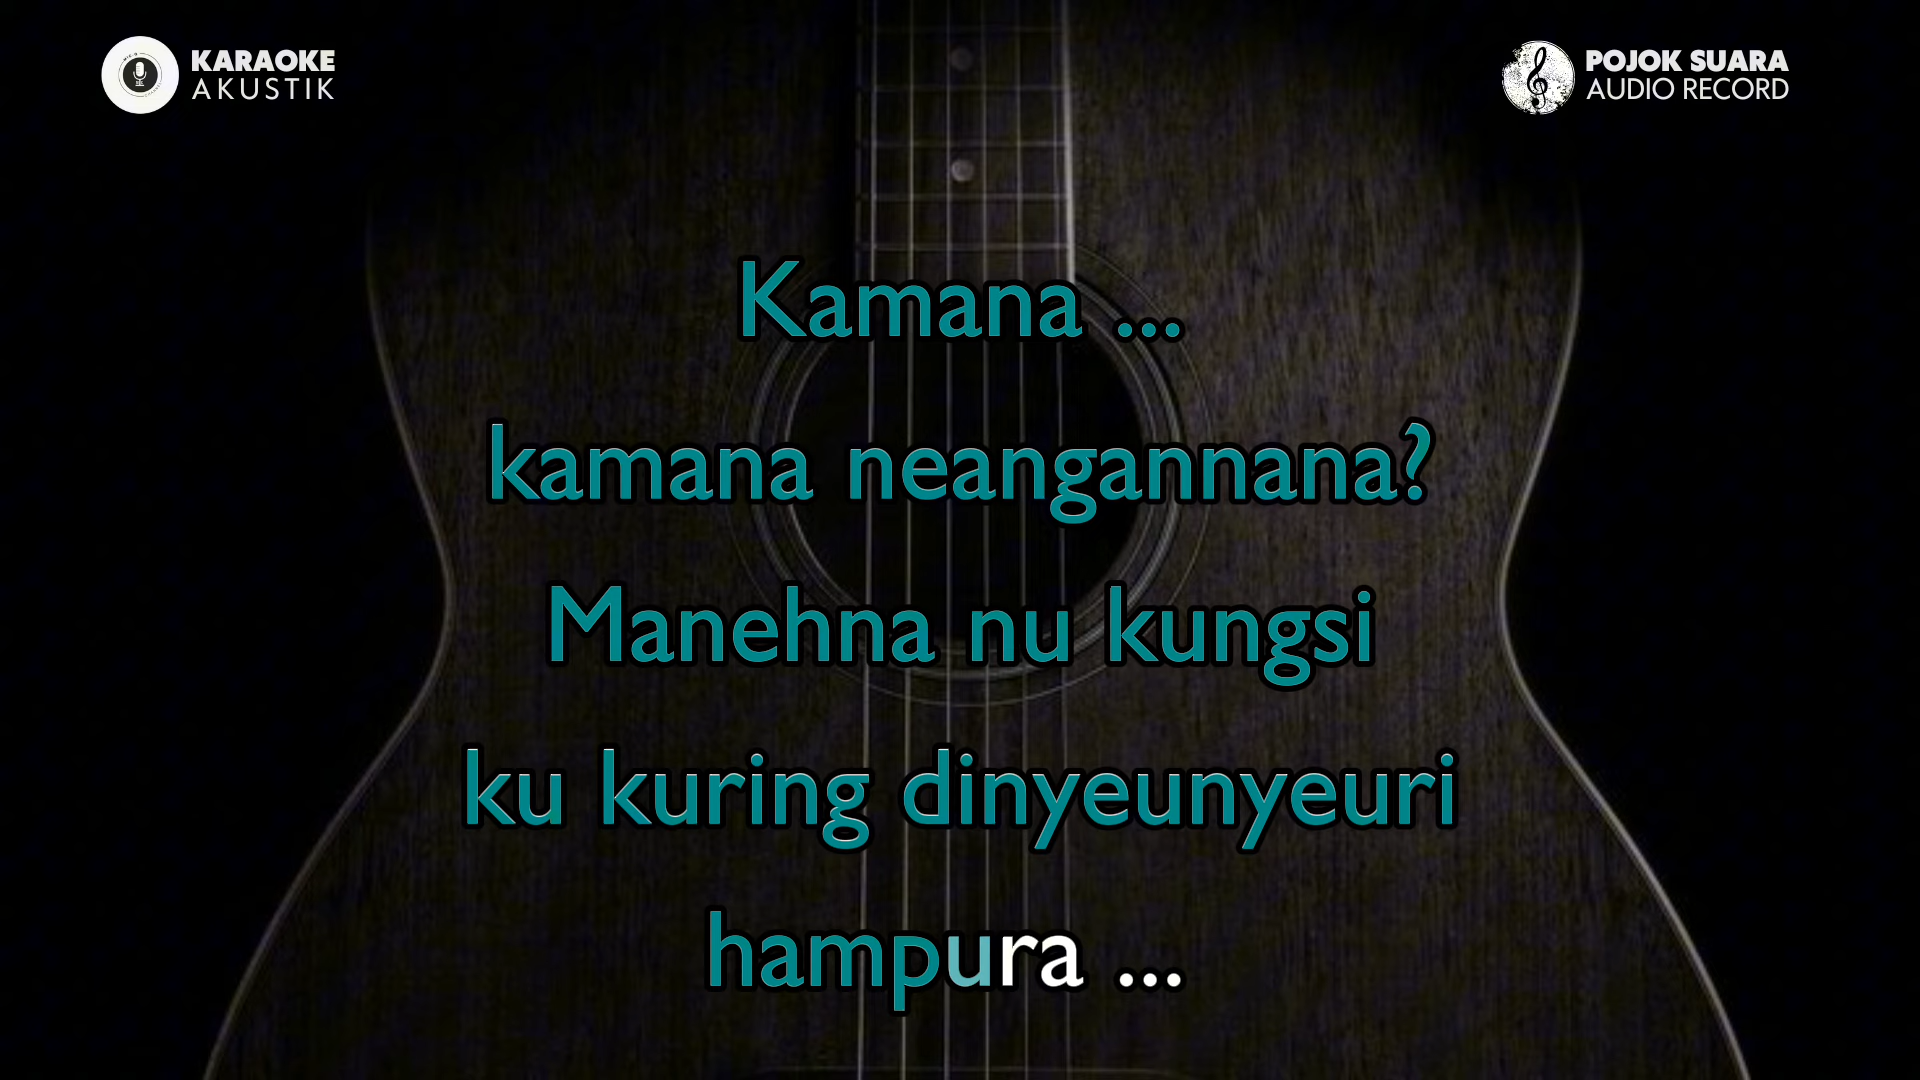 KARAOKE
AKUSTIK
POJOK SUARA
AUDIO RECORD
Kamana ...
kamana neangannana?
Manehna nu kungsi
ku kuring dinyeunyeuri
hampura ...